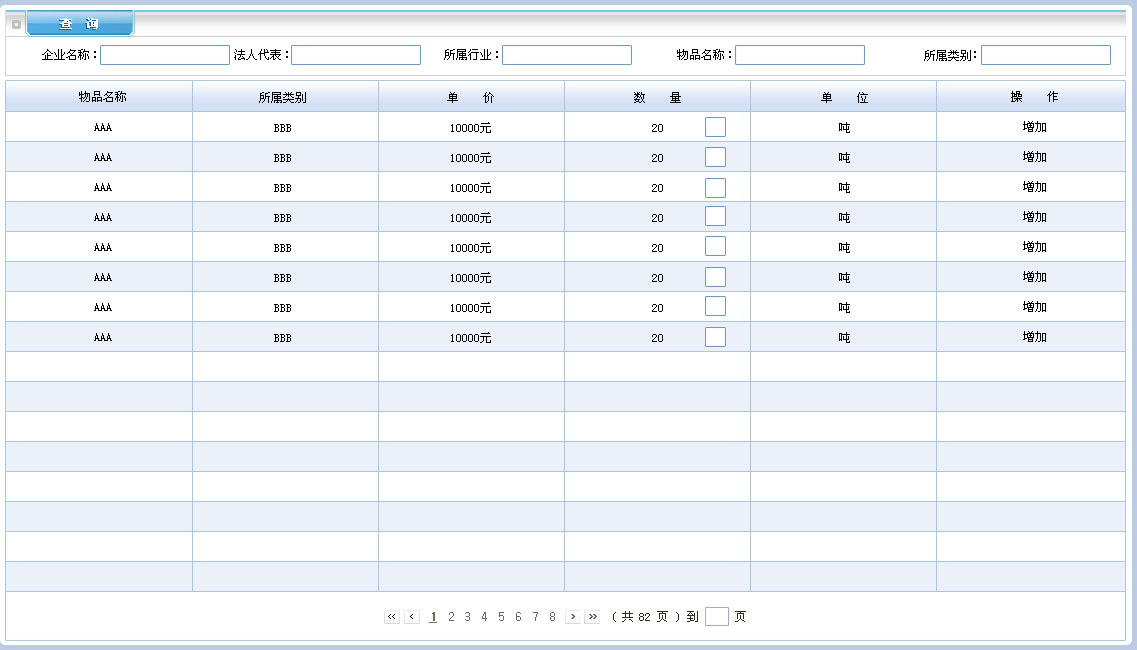 查 询
企业名称： 法人代表： 所属行业： 物品名称： 所属类别:
物品名称 所属类别 单 价 数 量 单 位 操 作
AAA BBB 10000元 20 吨 增加
AAA BBB 10000元 20 吨 增加
AAA BBB 10000元 20 吨 增加
AAA BBB 10000元 20 吨 增加
AAA BBB 10000元 20 吨 增加
AAA BBB 10000元 20 吨 增加
AAA BBB 10000元 20 吨 增加
AAA BBB 10000元 20 吨 增加
« ‹ 1 2 3 4 5 6 7 8 › » （ 共 82 页 ）到 页